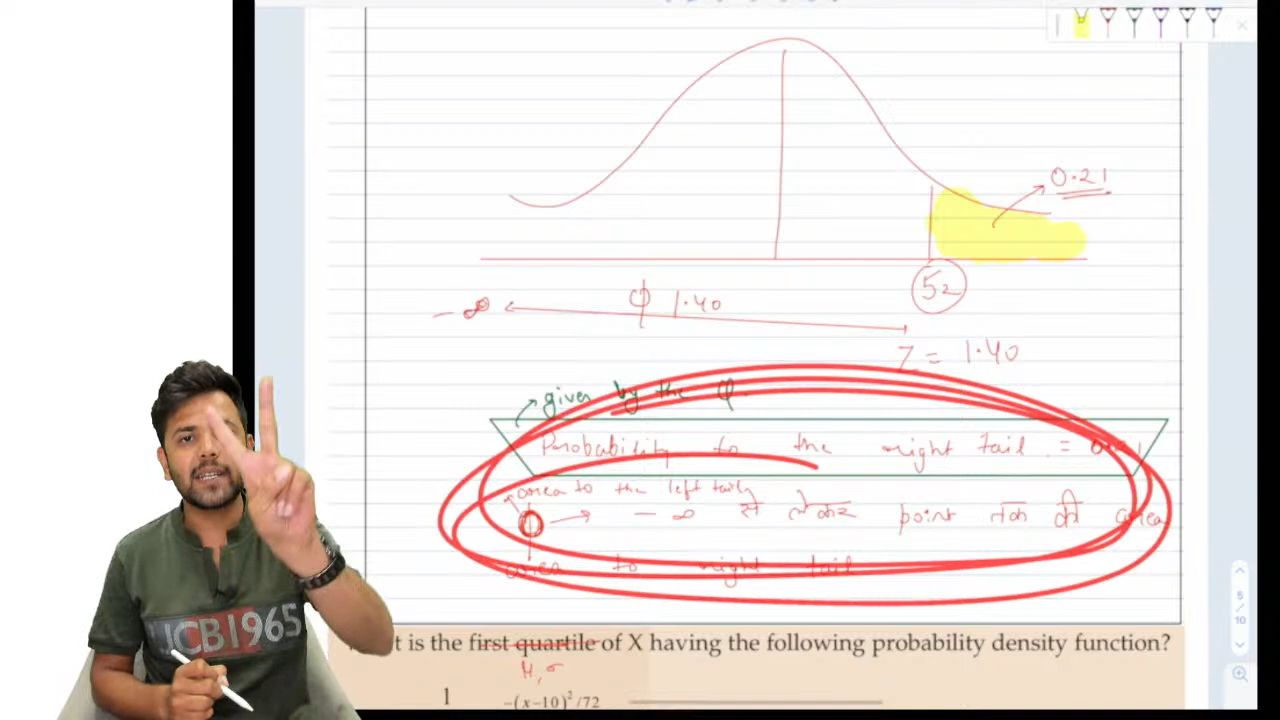 0.21
52
- ∞
φ 1.40
Z = 1.40
given by the φ.
Probability to the right tail =
area to the left tail
φ → - ∞ से लेकर point तक की area
area to right tail
t is the first quartile of X having the following probability density function?
μ, σ
1
-(x-10)²/72
5
/
10
UCB1965